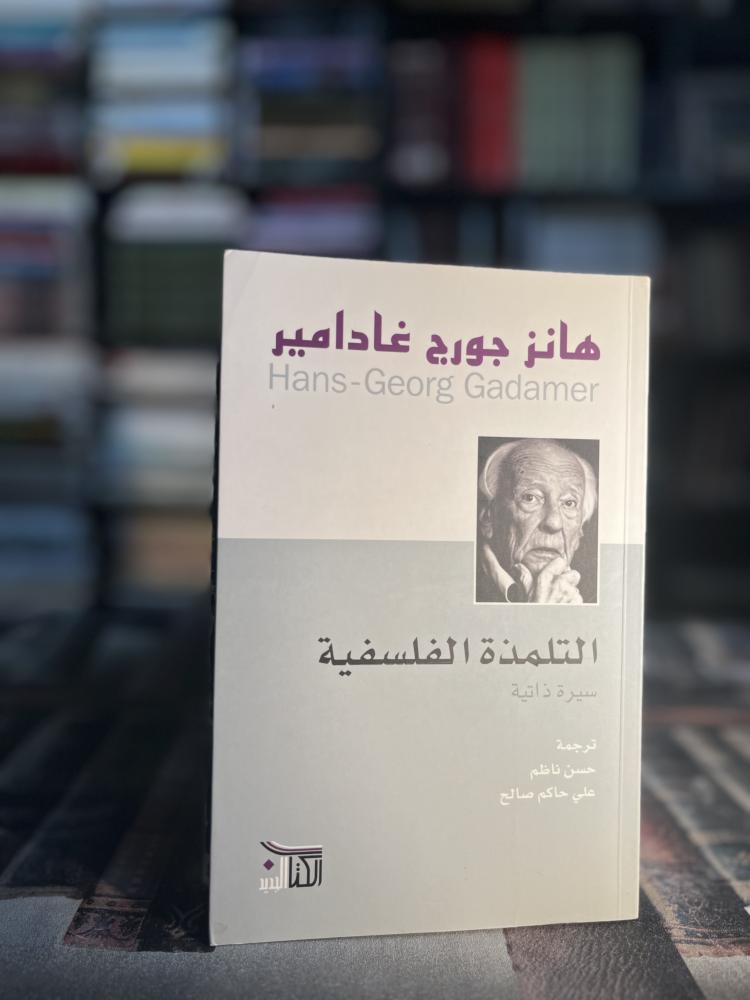 هانز جورج غادامير
Hans-Georg Gadamer
التلمذة الفلسفية
سيرة ذاتية
ترجمة
حسن ناظم
علي حاكم صالح
الكتاب الجديد